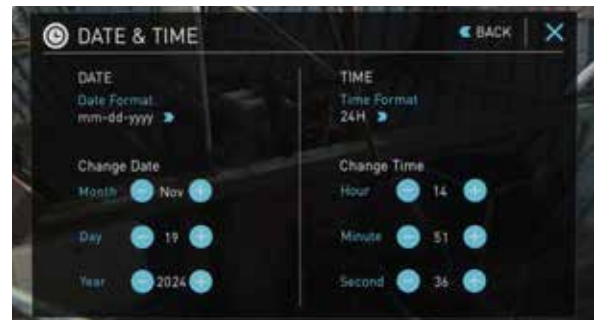 DATE & TIME
BACK
DATE
Date Format
mm-dd-yyyy
Change Date
Month Nov
Day 19
Year 2024
TIME
Time Format
24H
Change Time
Hour 14
Minute 51
Second 36